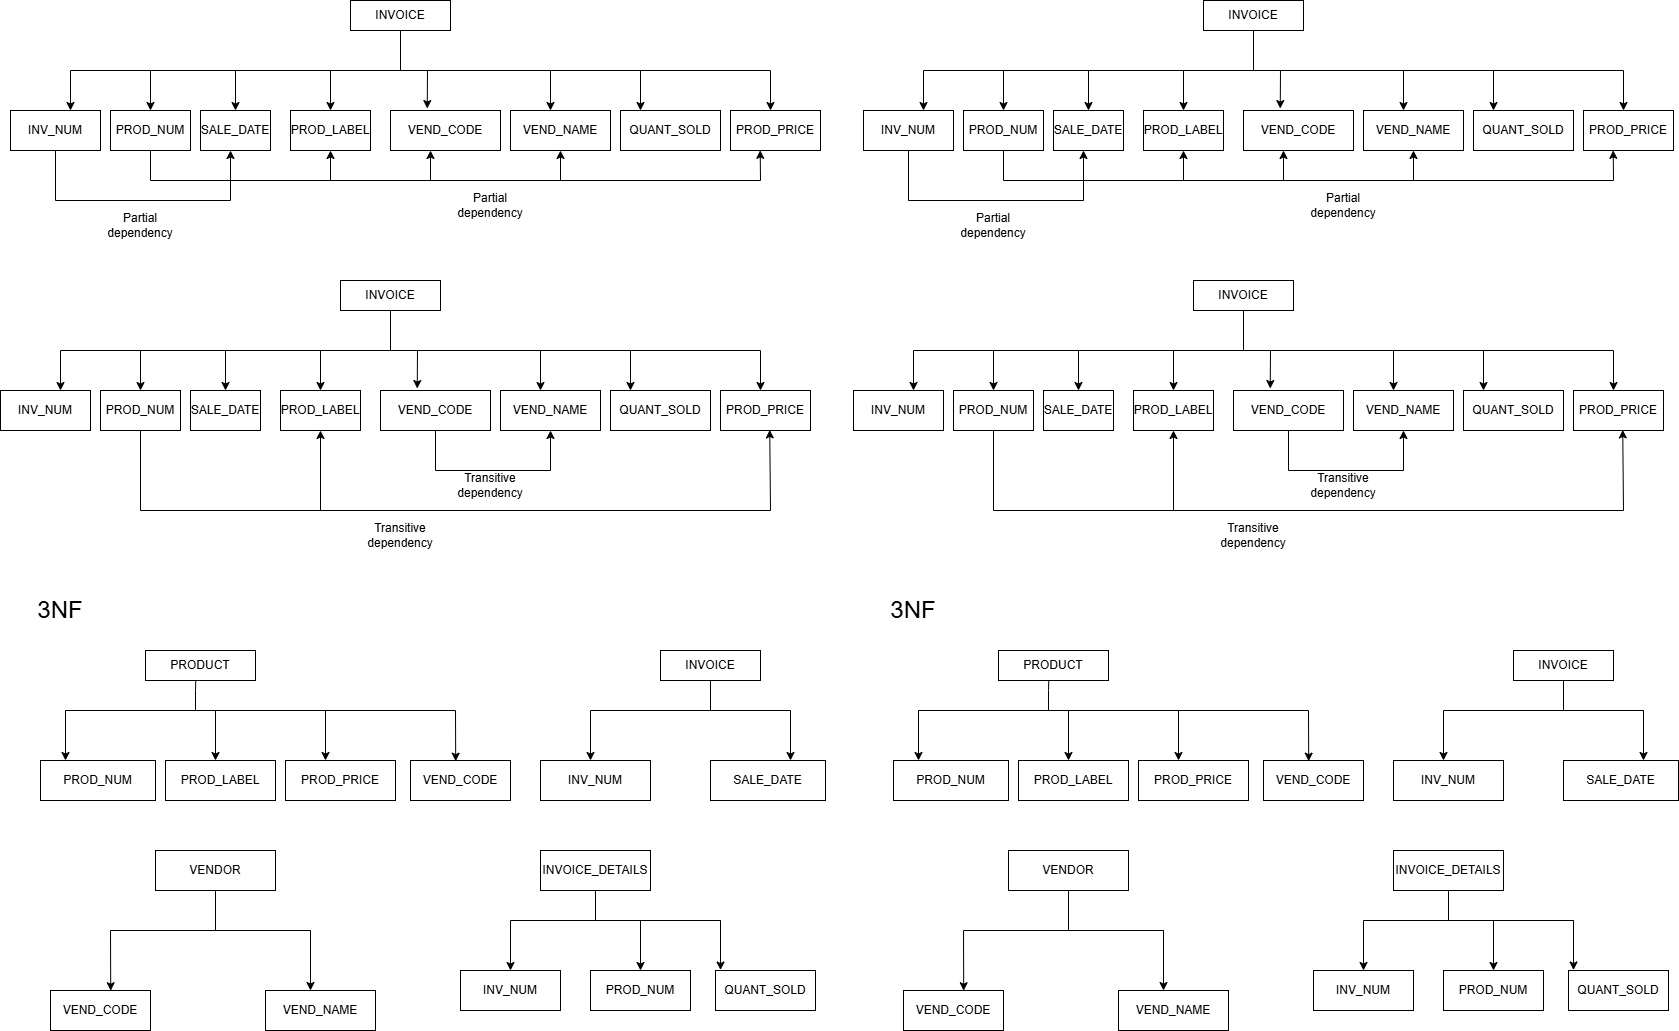 INVOICE
INV_NUM PROD_NUM SALE_DATE PROD_LABEL VEND_CODE VEND_NAME QUANT_SOLD PROD_PRICE
Partial
dependency
Partial
dependency
INVOICE
INV_NUM PROD_NUM SALE_DATE PROD_LABEL VEND_CODE VEND_NAME QUANT_SOLD PROD_PRICE
Partial
dependency
Partial
dependency
INVOICE
INV_NUM PROD_NUM SALE_DATE PROD_LABEL VEND_CODE VEND_NAME QUANT_SOLD PROD_PRICE
Transitive
dependency
Transitive
dependency
INVOICE
INV_NUM PROD_NUM SALE_DATE PROD_LABEL VEND_CODE VEND_NAME QUANT_SOLD PROD_PRICE
Transitive
dependency
Transitive
dependency
3NF
PRODUCT
PROD_NUM PROD_LABEL PROD_PRICE VEND_CODE
INVOICE
INV_NUM SALE_DATE
VENDOR
VEND_CODE VEND_NAME
INVOICE_DETAILS
INV_NUM PROD_NUM QUANT_SOLD
3NF
PRODUCT
PROD_NUM PROD_LABEL PROD_PRICE VEND_CODE
INVOICE
INV_NUM SALE_DATE
VENDOR
VEND_CODE VEND_NAME
INVOICE_DETAILS
INV_NUM PROD_NUM QUANT_SOLD